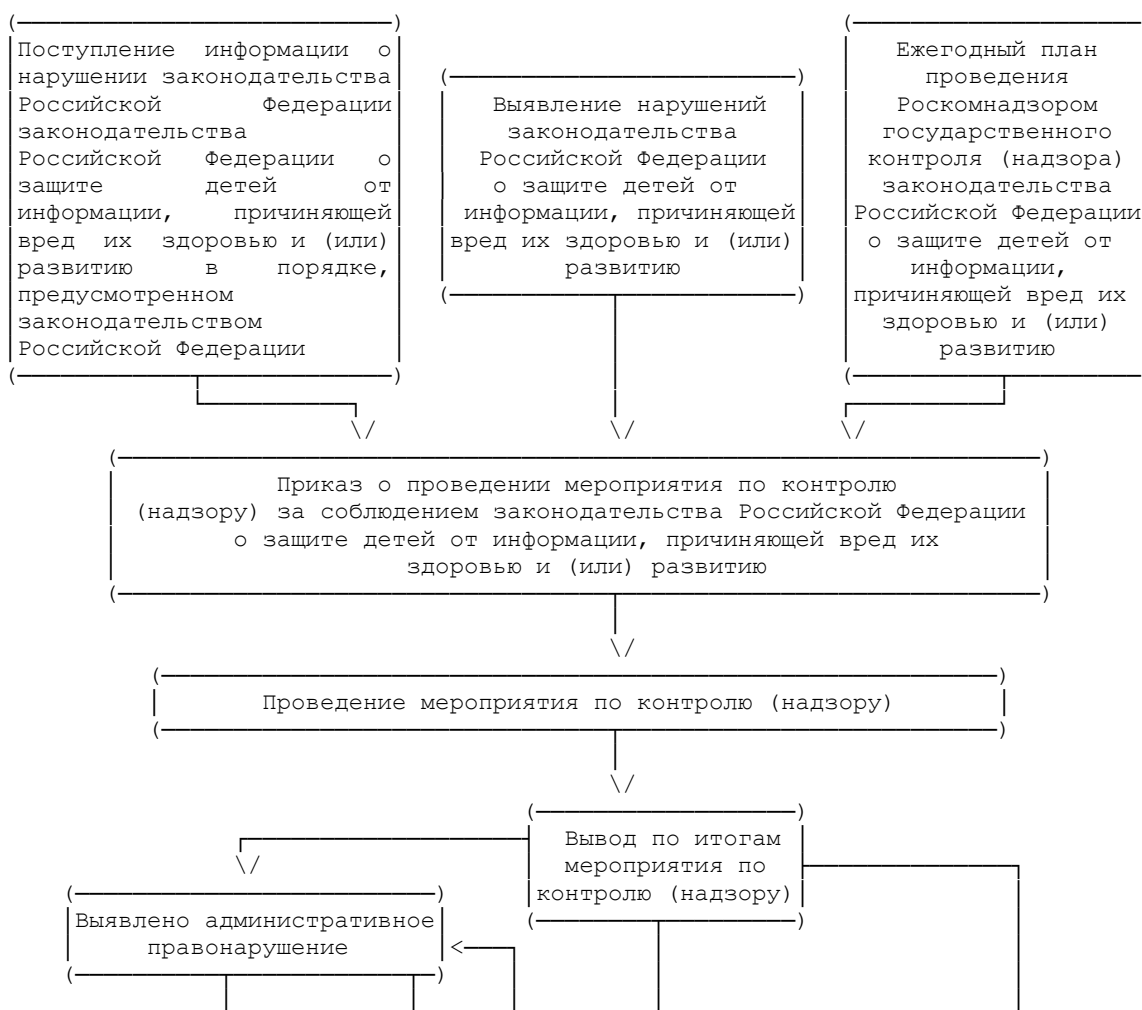 Поступление информации о
нарушении законодательства
Российской Федерации
законодательства
Российской Федерации о
защите детей от
информации, причиняющей
вред их здоровью и (или)
развитию в порядке,
предусмотренном
законодательством
Российской Федерации
Выявление нарушений
законодательства
Российской Федерации
о защите детей от
информации, причиняющей
вред их здоровью и (или)
развитию
Ежегодный план
проведения
Роскомнадзором
государственного
контроля (надзора)
законодательства
Российской Федерации
о защите детей от
информации,
причиняющей вред их
здоровью и (или)
развитию
Приказ о проведении мероприятия по контролю
(надзору) за соблюдением законодательства Российской Федерации
о защите детей от информации, причиняющей вред их
здоровью и (или) развитию
Проведение мероприятия по контролю (надзору)
Вывод по итогам
мероприятия по
контролю (надзору)
Выявлено административное
правонарушение